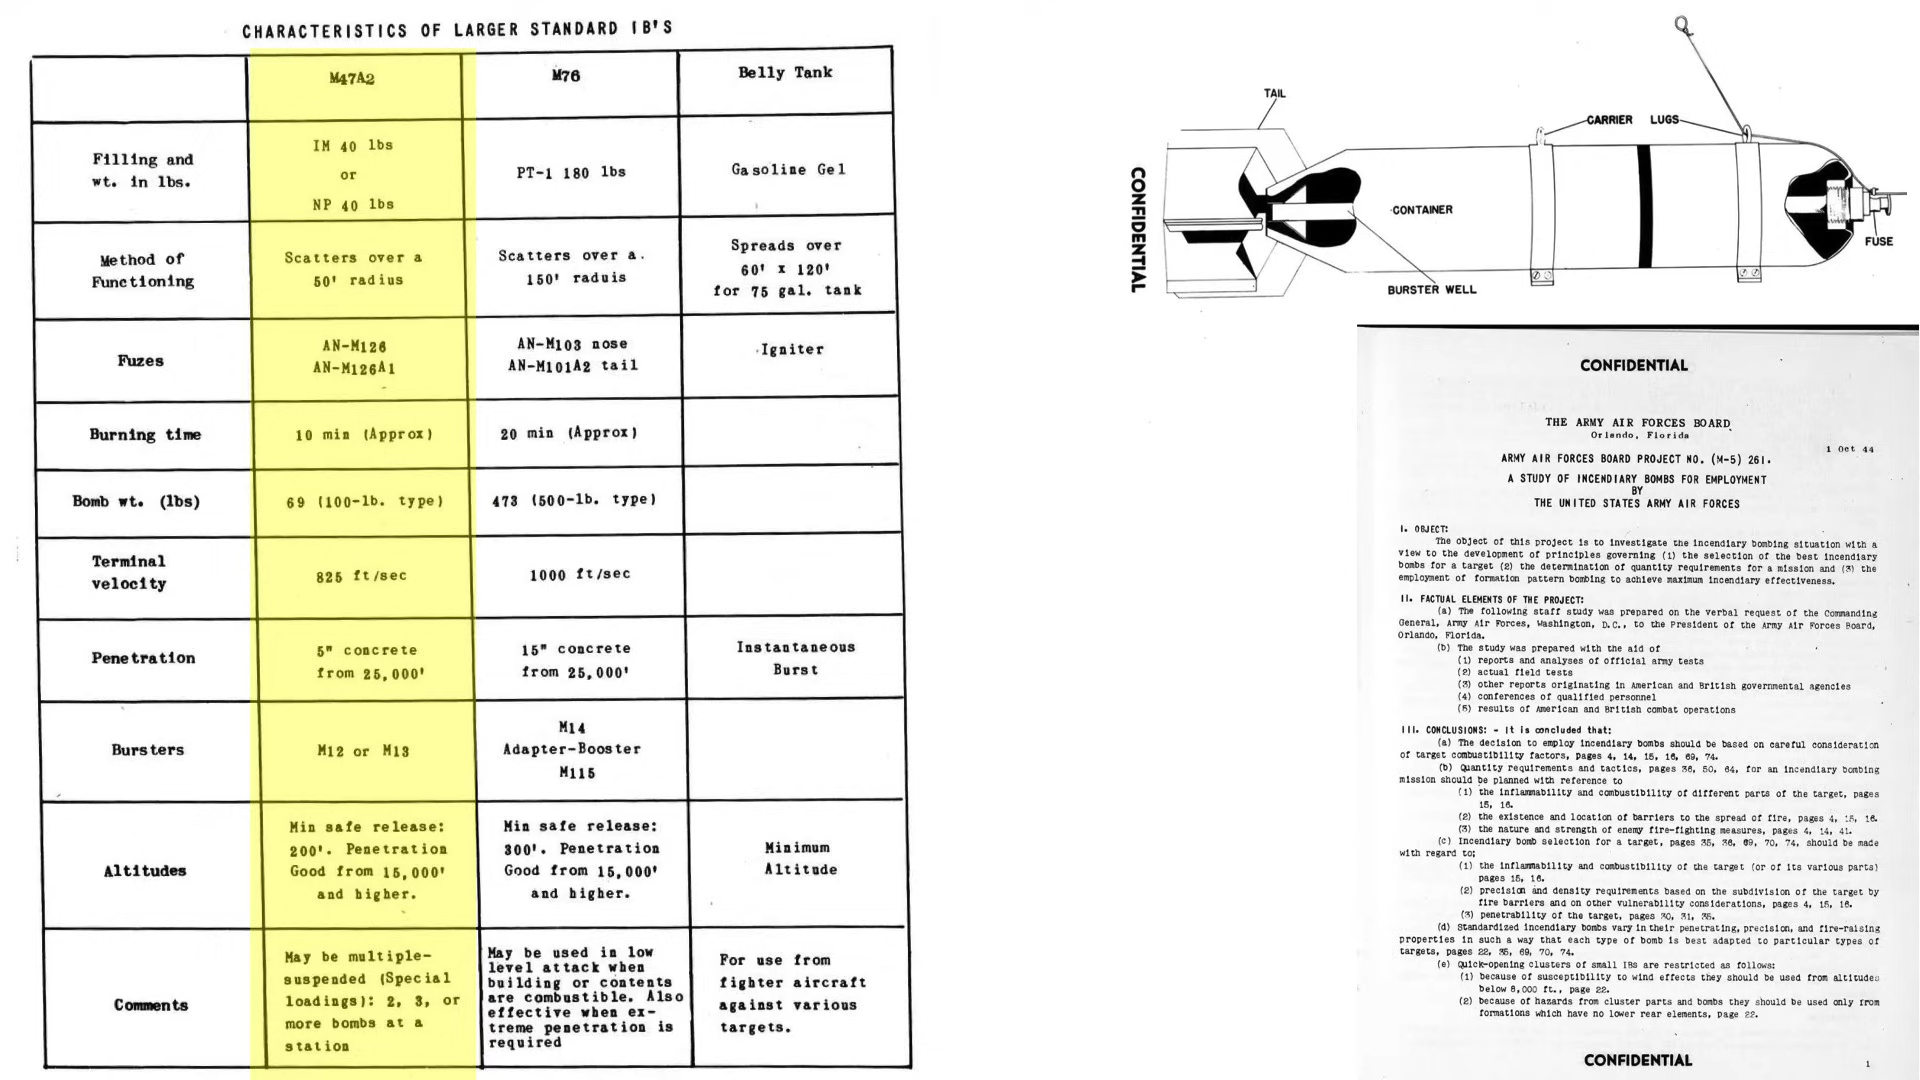 CHARACTERISTICS OF LARGER STANDARD IB'S
M47A2
M76
Belly Tank
Filling and
wt. in lbs.
IM 40 lbs
or
NP 40 lbs
PT-1 180 lbs
Gasoline Gel
Method of
Functioning
Scatters over a
50' radius
Scatters over a.
150' raduis
Spreads over
60' x 120'
for 75 gal. tank
Fuzes
AN-M126
AN-M126A1
AN-M103 nose
AN-M101A2 tail
Igniter
Burning time
10 min (Approx)
20 min (Approx)
Bomb wt. (lbs)
69 (100-lb. type)
473 (500-lb. type)
Terminal
velocity
825 ft/sec
1000 ft/sec
Penetration
5" concrete
from 25,000'
15" concrete
from 25,000'
Instantaneous
Burst
Bursters
M12 or M13
M14
Adapter-Booster
M115
Altitudes
Min safe release:
200'. Penetration
Good from 15,000'
and higher.
Min safe release:
300'. Penetration
Good from 15,000'
and higher.
Minimum
Altitude
Comments
May be multiple-
suspended (Special
loadings): 2, 3, or
more bombs at a
station
May be used in low
level attack when
building or contents
are combustible. Also
effective when ex-
treme penetration is
required
For use from
fighter aircraft
against various
targets.
TAIL
CARRIER LUGS
CONFIDENTIAL
CONTAINER
FUSE
BURSTER WELL
CONFIDENTIAL
THE ARMY AIR FORCES BOARD
Orlando, Florida
1 Oct 44
ARMY AIR FORCES BOARD PROJECT NO. (M-5) 261.
A STUDY OF INCENDIARY BOMBS FOR EMPLOYMENT
BY
THE UNITED STATES ARMY AIR FORCES
I. OBJECT:
The object of this project is to investigate the incendiary bombing situation with a
view to the development of principles governing (1) the selection of the best incendiary
bombs for a target (2) the determination of quantity requirements for a mission and (3) the
employment of formation pattern bombing to achieve maximum incendiary effectiveness.
II. FACTUAL ELEMENTS OF THE PROJECT:
(a) The following staff study was prepared on the verbal request of the Commanding
General, Army Air Forces, Washington, D.C., to the President of the Army Air Forces Board,
Orlando, Florida.
(b) The study was prepared with the aid of
(1) reports and analyses of official army tests
(2) actual field tests
(3) other reports originating in American and British governmental agencies
(4) conferences of qualified personnel
(5) results of American and British combat operations
III. CONCLUSIONS: - It is concluded that:
(a) The decision to employ incendiary bombs should be based on careful consideration
of target combustibility factors, pages 4, 14, 15, 16, 69, 74.
(b) Quantity requirements and tactics, pages 36, 50, 64, for an incendiary bombing
mission should be planned with reference to
(1) the inflammability and combustibility of different parts of the target, pages
15, 16.
(2) the existence and location of barriers to the spread of fire, pages 4, 15, 16.
(3) the nature and strength of enemy fire-fighting measures, pages 4, 14, 41.
(c) Incendiary bomb selection for a target, pages 35, 36, 69, 70, 74, should be made
with regard to;
(1) the inflammability and combustibility of the target (or of its various parts)
pages 15, 16.
(2) precision and density requirements based on the subdivision of the target by
fire barriers and on other vulnerability considerations, pages 4, 15, 16.
(3) penetrability of the target, pages 30, 31, 35.
(d) Standardized incendiary bombs vary in their penetrating, precision, and fire-raising
properties in such a way that each type of bomb is best adapted to particular types of
targets, pages 22, 35, 69, 70, 74.
(e) Quick-opening clusters of small IBs are restricted as follows:
(1) because of susceptibility to wind effects they should be used from altitudes
below 8,000 ft., page 22.
(2) because of hazards from cluster parts and bombs they should be used only from
formations which have no lower rear elements, page 22.
CONFIDENTIAL
1